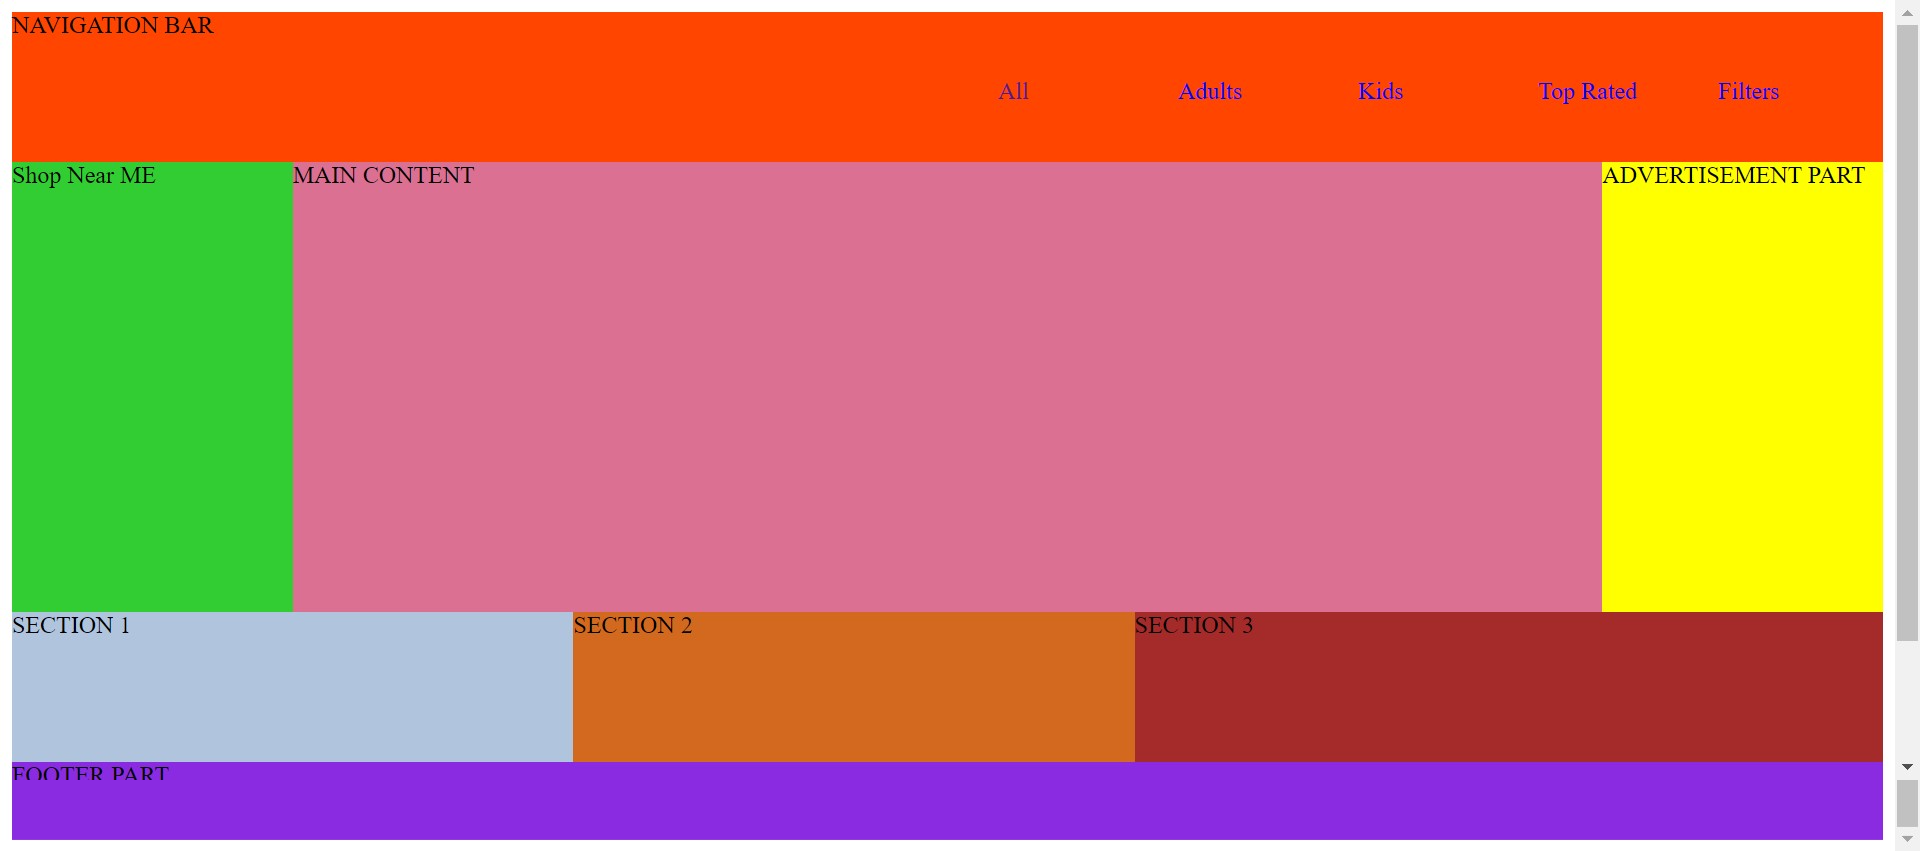 NAVIGATION BAR
All Adults Kids Top Rated Filters
Shop Near ME
MAIN CONTENT
ADVERTISEMENT PART
SECTION 1
SECTION 2
SECTION 3
FOOTER PART